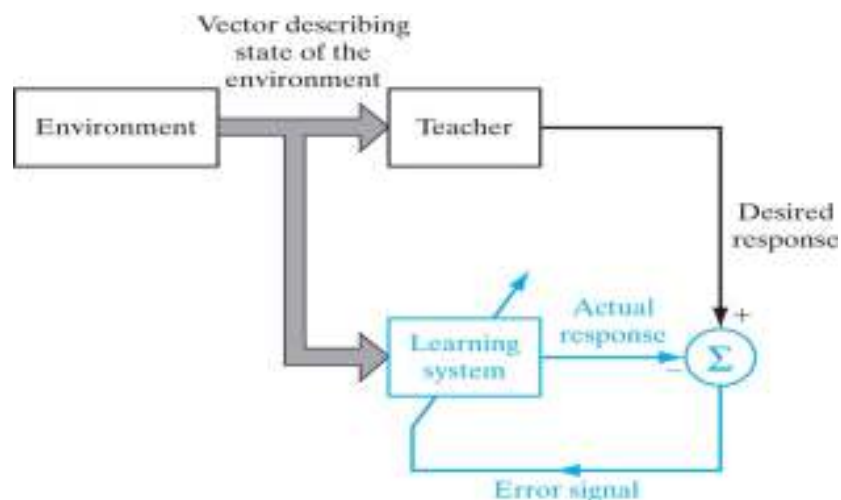 Vector describing
state of the
environment
Environment
Teacher
Desired
response
+
Actual
response
Learning
system
Σ
−
Error signal